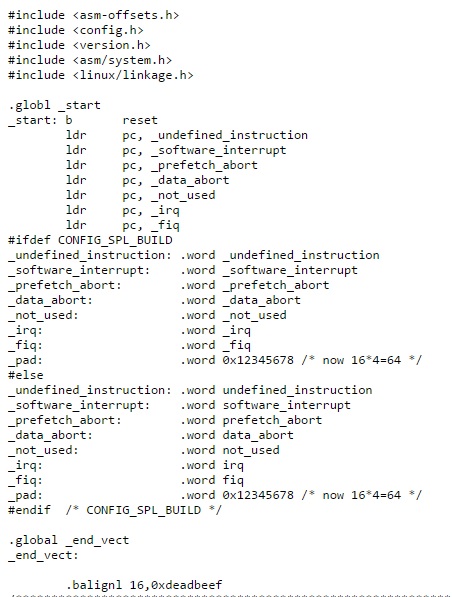 #include <asm-offsets.h>
#include <config.h>
#include <version.h>
#include <asm/system.h>
#include <linux/linkage.h>

.globl _start
_start: b       reset
        ldr     pc, _undefined_instruction
        ldr     pc, _software_interrupt
        ldr     pc, _prefetch_abort
        ldr     pc, _data_abort
        ldr     pc, _not_used
        ldr     pc, _irq
        ldr     pc, _fiq
#ifdef CONFIG_SPL_BUILD
_undefined_instruction: .word _undefined_instruction
_software_interrupt:    .word _software_interrupt
_prefetch_abort:        .word _prefetch_abort
_data_abort:            .word _data_abort
_not_used:              .word _not_used
_irq:                   .word _irq
_fiq:                   .word _fiq
_pad:                   .word 0x12345678 /* now 16*4=64 */
#else
_undefined_instruction: .word undefined_instruction
_software_interrupt:    .word software_interrupt
_prefetch_abort:        .word prefetch_abort
_data_abort:            .word data_abort
_not_used:              .word not_used
_irq:                   .word irq
_fiq:                   .word fiq
_pad:                   .word 0x12345678 /* now 16*4=64 */
#endif  /* CONFIG_SPL_BUILD */

.global _end_vect
_end_vect:

        .balignl 16,0xdeadbeef